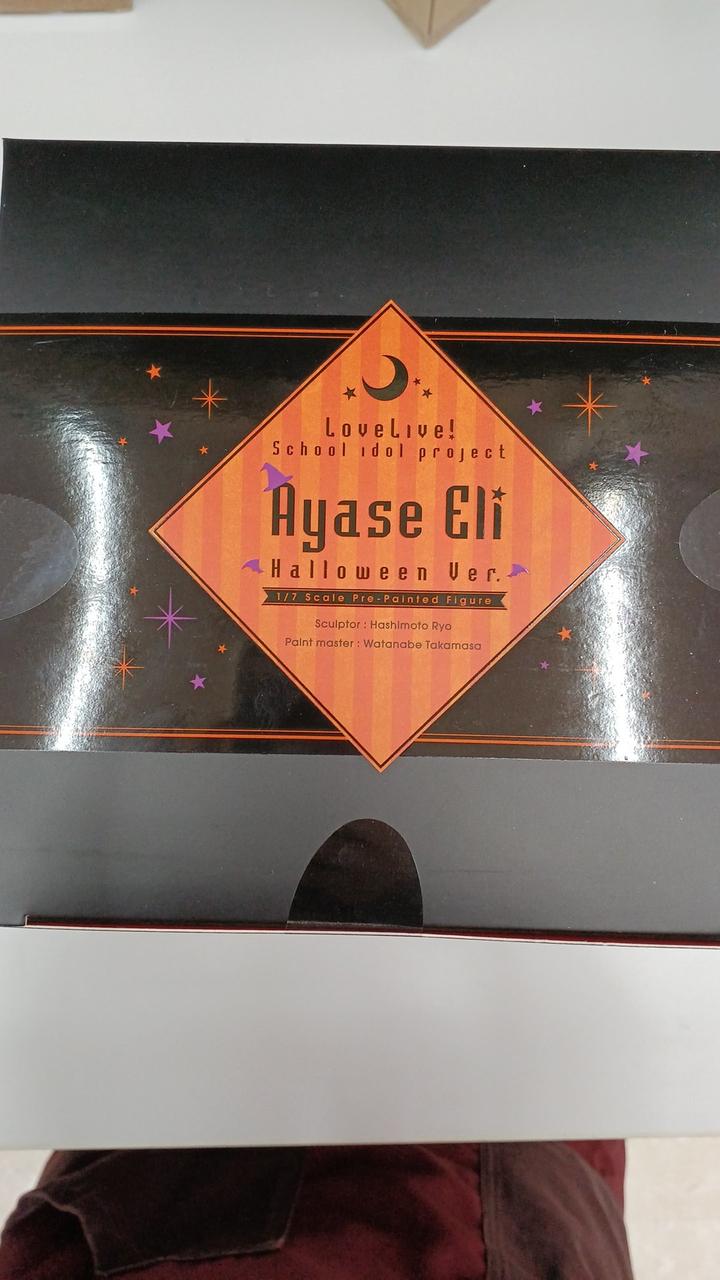 LoveLive!
School idol project
Ayase Eli
Halloween Ver.
1/7 Scale Pre-Painted Figure
Sculptor : Hashimoto Ryo
Paint master : Watanabe Takamasa